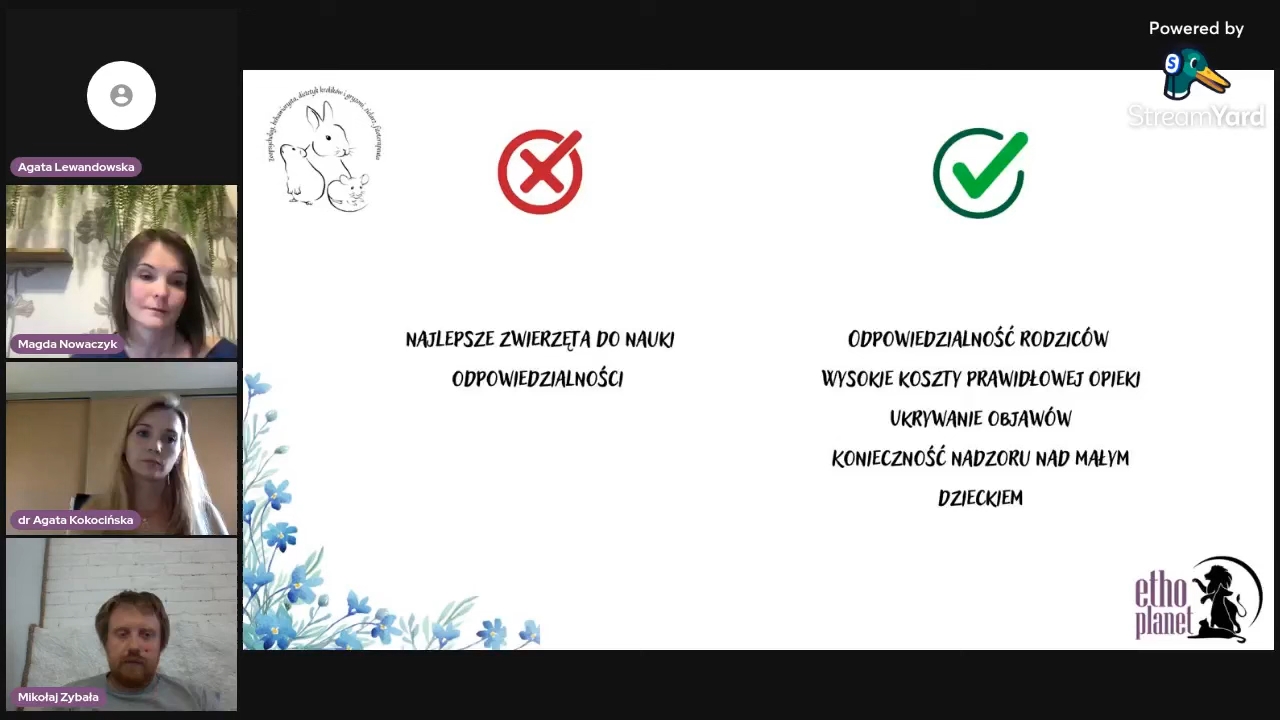 Powered by
StreamYard
Agata Lewandowska
Magda Nowaczyk
dr Agata Kokocińska
Mikołaj Zybała
NAJLEPSZE ZWIERZĘTA DO NAUKI
ODPOWIEDZIALNOŚCI
ODPOWIEDZIALNOŚĆ RODZICÓW
WYSOKIE KOSZTY PRAWIDŁOWEJ OPIEKI
UKRYWANIE OBJAWÓW
KONIECZNOŚĆ NADZORU NAD MAŁYM
DZIECKIEM
etho
planet